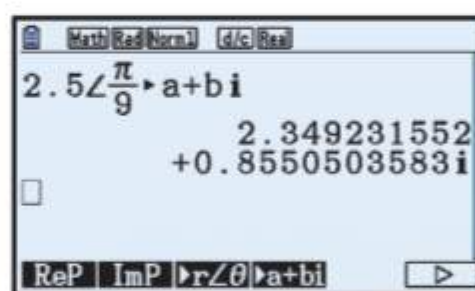 Math Rad Norm1 d/c Real
2.5∠π/9▸a+bi
2.349231552
+0.8550503583i
ReP ImP ▸r∠θ ▸a+bi ▷